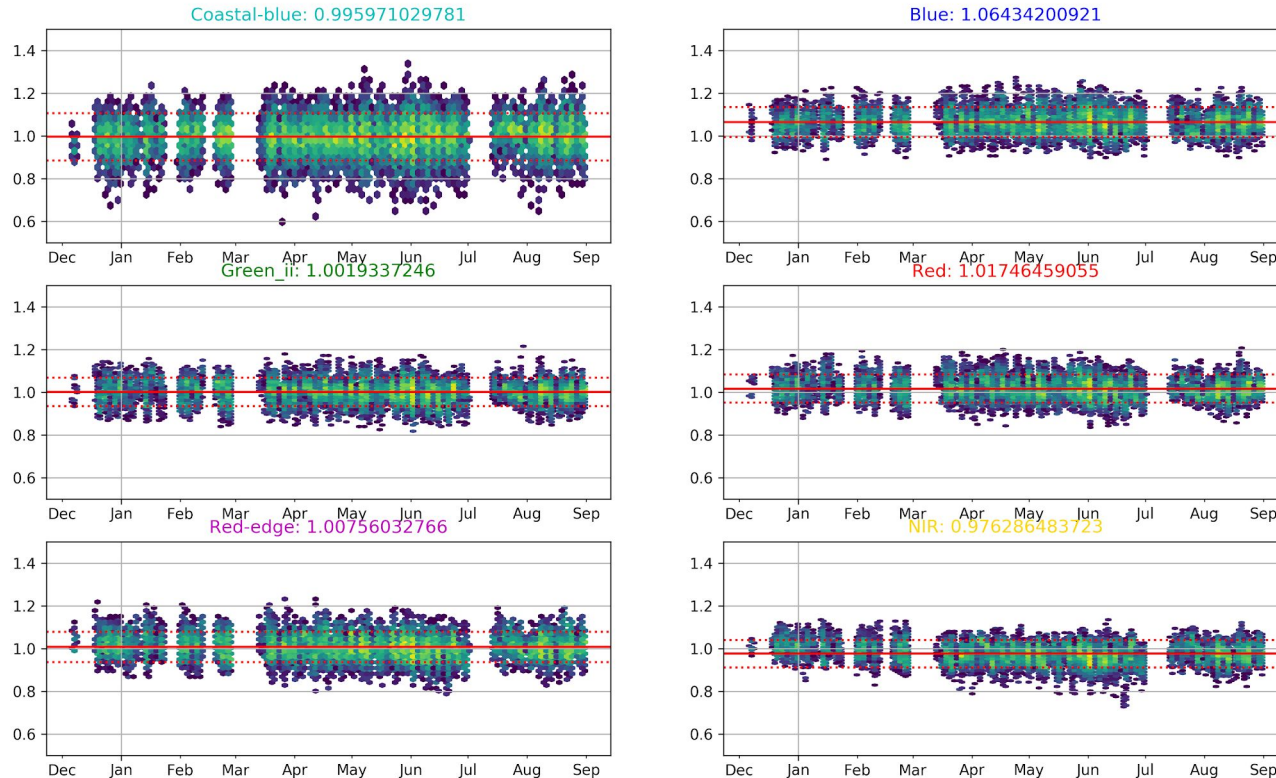 Coastal-blue: 0.995971029781
Blue: 1.06434200921
1.4
1.2
1.0
0.8
0.6
Dec Jan Feb Mar Apr May Jun Jul Aug Sep
1.4
1.2
1.0
0.8
0.6
Dec Jan Feb Mar Apr May Jun Jul Aug Sep
Green_ii: 1.0019337246
Red: 1.01746459055
1.4
1.2
1.0
0.8
0.6
Dec Jan Feb Mar Apr May Jun Jul Aug Sep
1.4
1.2
1.0
0.8
0.6
Dec Jan Feb Mar Apr May Jun Jul Aug Sep
Red-edge: 1.00756032766
NIR: 0.976286483723
1.4
1.2
1.0
0.8
0.6
Dec Jan Feb Mar Apr May Jun Jul Aug Sep
1.4
1.2
1.0
0.8
0.6
Dec Jan Feb Mar Apr May Jun Jul Aug Sep